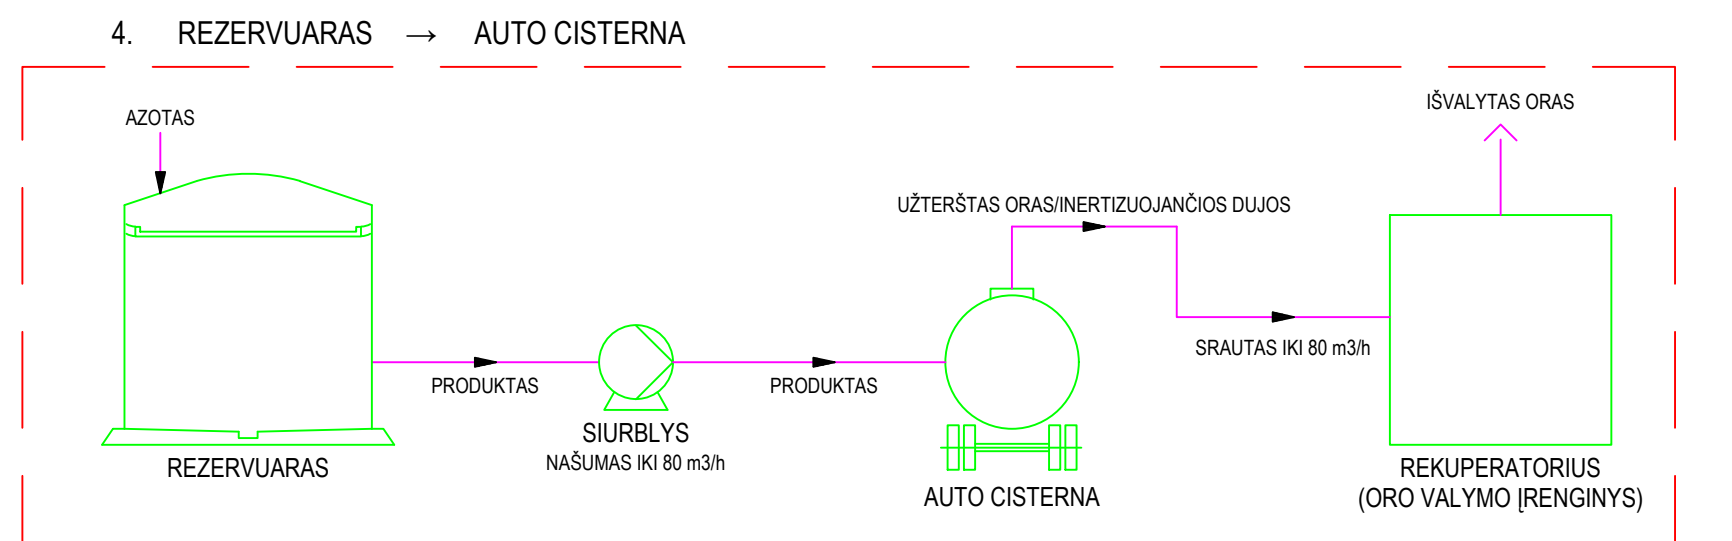 4. REZERVUARAS → AUTO CISTERNA
AZOTAS
IŠVALYTAS ORAS
UŽTERŠTAS ORAS/INERTIZUOJANČIOS DUJOS
SRAUTAS IKI 80 m3/h
PRODUKTAS
PRODUKTAS
SIURBLYS
NAŠUMAS IKI 80 m3/h
REZERVUARAS
AUTO CISTERNA
REKUPERATORIUS
(ORO VALYMO ĮRENGINYS)